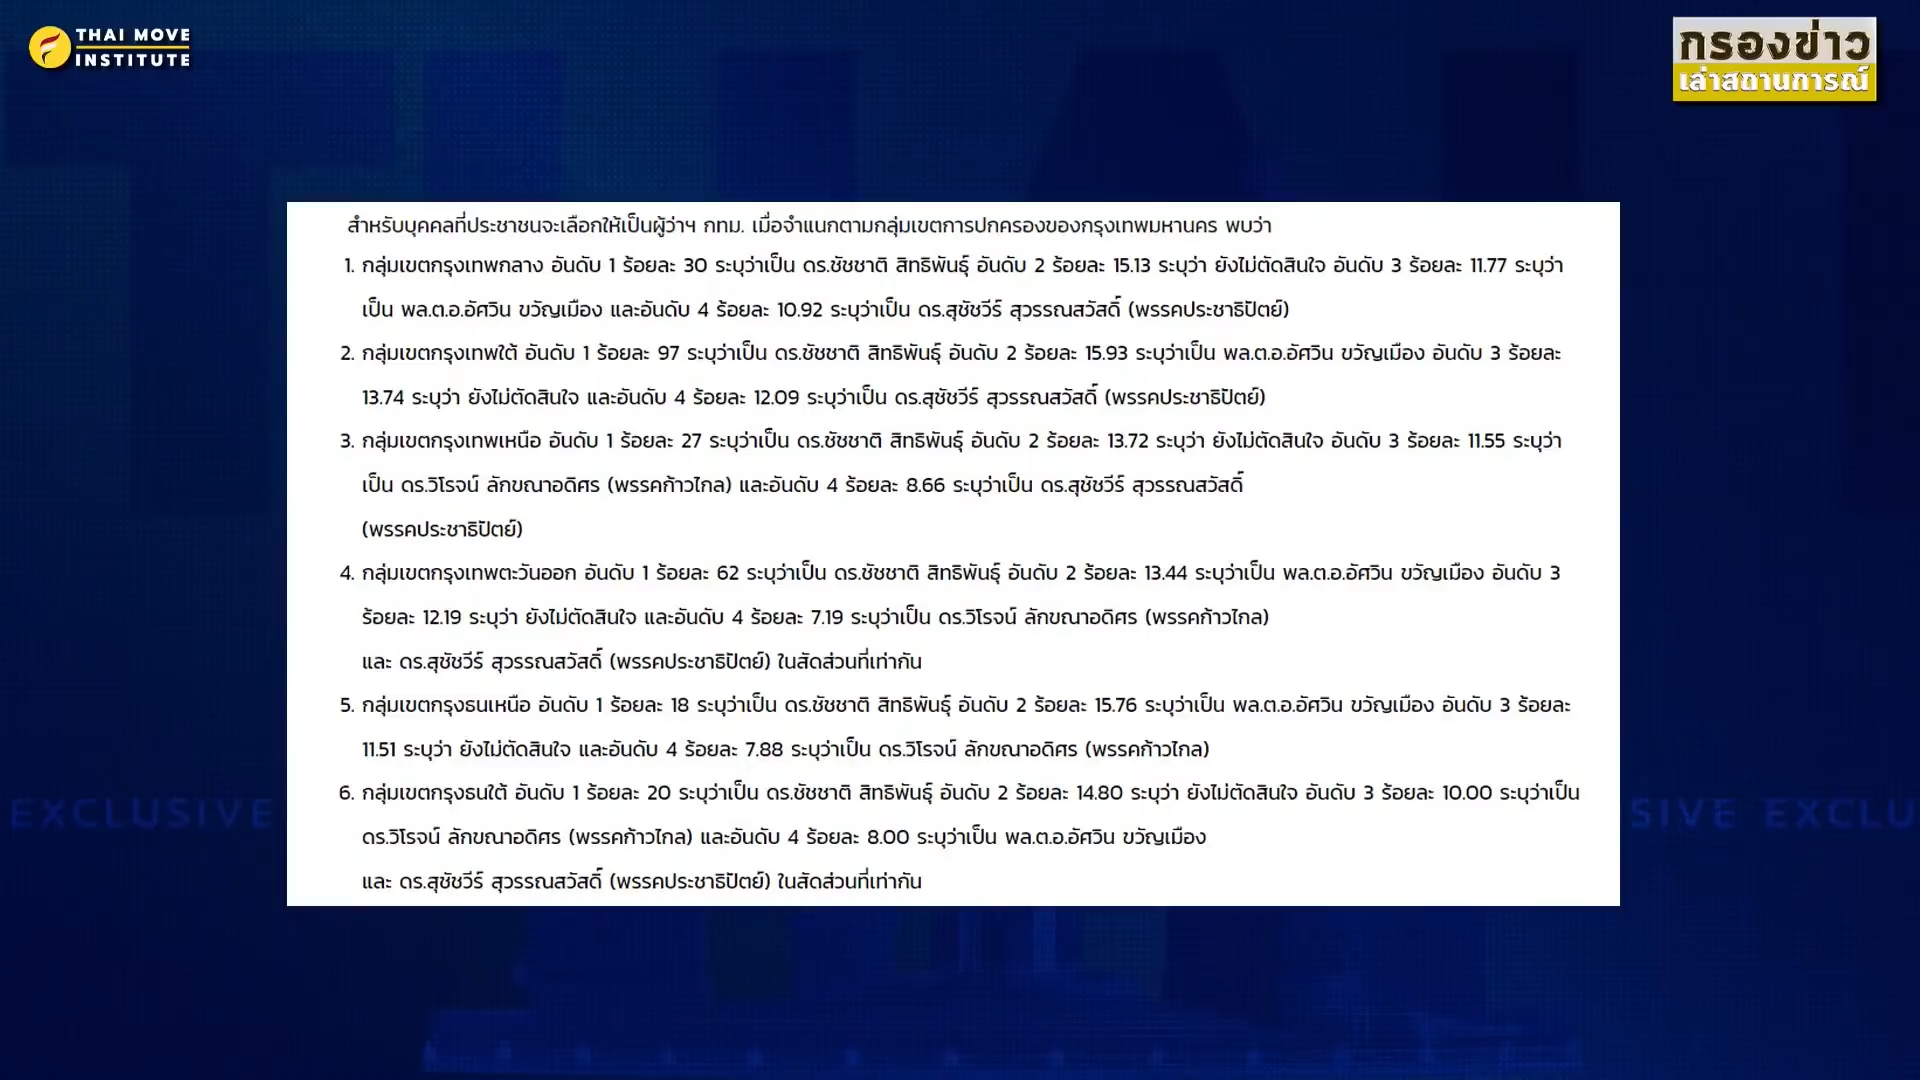 THAI MOVE
INSTITUTE
กรองข่าว
เล่าสถานการณ์
สำหรับบุคคลที่ประชาชนจะเลือกให้เป็นผู้ว่าฯ กทม. เมื่อจำแนกตามกลุ่มเขตการปกครองของกรุงเทพมหานคร พบว่า
1. กลุ่มเขตกรุงเทพกลาง อันดับ 1 ร้อยละ 30 ระบุว่าเป็น ดร.ชัชชาติ สิทธิพันธุ์ อันดับ 2 ร้อยละ 15.13 ระบุว่า ยังไม่ตัดสินใจ อันดับ 3 ร้อยละ 11.77 ระบุว่า
เป็น พล.ต.อ.อัศวิน ขวัญเมือง และอันดับ 4 ร้อยละ 10.92 ระบุว่าเป็น ดร.สุชัชวีร์ สุวรรณสวัสดิ์ (พรรคประชาธิปัตย์)
2. กลุ่มเขตกรุงเทพใต้ อันดับ 1 ร้อยละ 97 ระบุว่าเป็น ดร.ชัชชาติ สิทธิพันธุ์ อันดับ 2 ร้อยละ 15.93 ระบุว่าเป็น พล.ต.อ.อัศวิน ขวัญเมือง อันดับ 3 ร้อยละ
13.74 ระบุว่า ยังไม่ตัดสินใจ และอันดับ 4 ร้อยละ 12.09 ระบุว่าเป็น ดร.สุชัชวีร์ สุวรรณสวัสดิ์ (พรรคประชาธิปัตย์)
3. กลุ่มเขตกรุงเทพเหนือ อันดับ 1 ร้อยละ 27 ระบุว่าเป็น ดร.ชัชชาติ สิทธิพันธุ์ อันดับ 2 ร้อยละ 13.72 ระบุว่า ยังไม่ตัดสินใจ อันดับ 3 ร้อยละ 11.55 ระบุว่า
เป็น ดร.วิโรจน์ ลักขณาอดิศร (พรรคก้าวไกล) และอันดับ 4 ร้อยละ 8.66 ระบุว่าเป็น ดร.สุชัชวีร์ สุวรรณสวัสดิ์
(พรรคประชาธิปัตย์)
4. กลุ่มเขตกรุงเทพตะวันออก อันดับ 1 ร้อยละ 62 ระบุว่าเป็น ดร.ชัชชาติ สิทธิพันธุ์ อันดับ 2 ร้อยละ 13.44 ระบุว่าเป็น พล.ต.อ.อัศวิน ขวัญเมือง อันดับ 3
ร้อยละ 12.19 ระบุว่า ยังไม่ตัดสินใจ และอันดับ 4 ร้อยละ 7.19 ระบุว่าเป็น ดร.วิโรจน์ ลักขณาอดิศร (พรรคก้าวไกล)
และ ดร.สุชัชวีร์ สุวรรณสวัสดิ์ (พรรคประชาธิปัตย์) ในสัดส่วนที่เท่ากัน
5. กลุ่มเขตกรุงธนเหนือ อันดับ 1 ร้อยละ 18 ระบุว่าเป็น ดร.ชัชชาติ สิทธิพันธุ์ อันดับ 2 ร้อยละ 15.76 ระบุว่าเป็น พล.ต.อ.อัศวิน ขวัญเมือง อันดับ 3 ร้อยละ
11.51 ระบุว่า ยังไม่ตัดสินใจ และอันดับ 4 ร้อยละ 7.88 ระบุว่าเป็น ดร.วิโรจน์ ลักขณาอดิศร (พรรคก้าวไกล)
6. กลุ่มเขตกรุงธนใต้ อันดับ 1 ร้อยละ 20 ระบุว่าเป็น ดร.ชัชชาติ สิทธิพันธุ์ อันดับ 2 ร้อยละ 14.80 ระบุว่า ยังไม่ตัดสินใจ อันดับ 3 ร้อยละ 10.00 ระบุว่าเป็น
ดร.วิโรจน์ ลักขณาอดิศร (พรรคก้าวไกล) และอันดับ 4 ร้อยละ 8.00 ระบุว่าเป็น พล.ต.อ.อัศวิน ขวัญเมือง
และ ดร.สุชัชวีร์ สุวรรณสวัสดิ์ (พรรคประชาธิปัตย์) ในสัดส่วนที่เท่ากัน
EXCLUSIVE
SIVE EXCLU